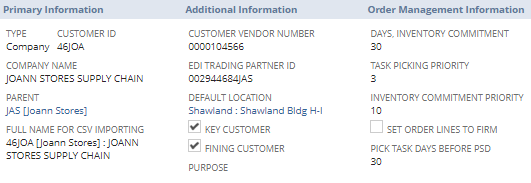 Primary Information
TYPE CUSTOMER ID
Company 46JOA
COMPANY NAME
JOANN STORES SUPPLY CHAIN
PARENT
JAS [Joann Stores]
FULL NAME FOR CSV IMPORTING
46JOA [Joann Stores] : JOANN
STORES SUPPLY CHAIN
Additional Information
CUSTOMER VENDOR NUMBER
0000104566
EDI TRADING PARTNER ID
002944684JAS
DEFAULT LOCATION
Shawland : Shawland Bldg H-I
KEY CUSTOMER
FINING CUSTOMER
PURPOSE
Order Management Information
DAYS, INVENTORY COMMITMENT
30
TASK PICKING PRIORITY
3
INVENTORY COMMITMENT PRIORITY
10
SET ORDER LINES TO FIRM
PICK TASK DAYS BEFORE PSD
30